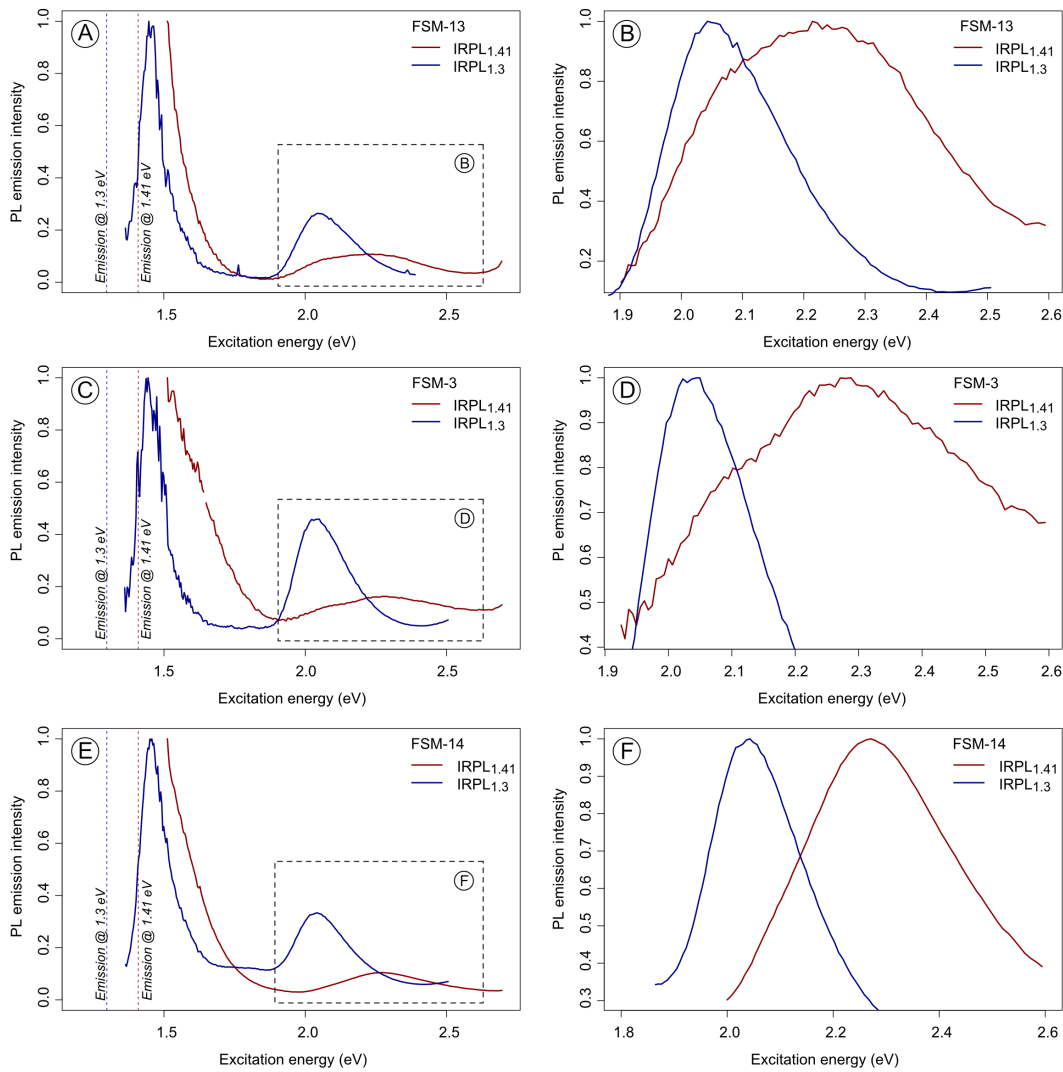 A
FSM-13
IRPL1.41
IRPL1.3
B
Emission @ 1.3 eV
Emission @ 1.41 eV
PL emission intensity
0.0 0.2 0.4 0.6 0.8 1.0
1.5 2.0 2.5
Excitation energy (eV)
B
FSM-13
IRPL1.41
IRPL1.3
PL emission intensity
0.2 0.4 0.6 0.8 1.0
1.9 2.0 2.1 2.2 2.3 2.4 2.5 2.6
Excitation energy (eV)
C
FSM-3
IRPL1.41
IRPL1.3
D
Emission @ 1.3 eV
Emission @ 1.41 eV
PL emission intensity
0.0 0.2 0.4 0.6 0.8 1.0
1.5 2.0 2.5
Excitation energy (eV)
D
FSM-3
IRPL1.41
IRPL1.3
PL emission intensity
0.4 0.5 0.6 0.7 0.8 0.9 1.0
1.9 2.0 2.1 2.2 2.3 2.4 2.5 2.6
Excitation energy (eV)
E
FSM-14
IRPL1.41
IRPL1.3
F
Emission @ 1.3 eV
Emission @ 1.41 eV
PL emission intensity
0.0 0.2 0.4 0.6 0.8 1.0
1.5 2.0 2.5
Excitation energy (eV)
F
FSM-14
IRPL1.41
IRPL1.3
PL emission intensity
0.3 0.4 0.5 0.6 0.7 0.8 0.9 1.0
1.8 2.0 2.2 2.4 2.6
Excitation energy (eV)